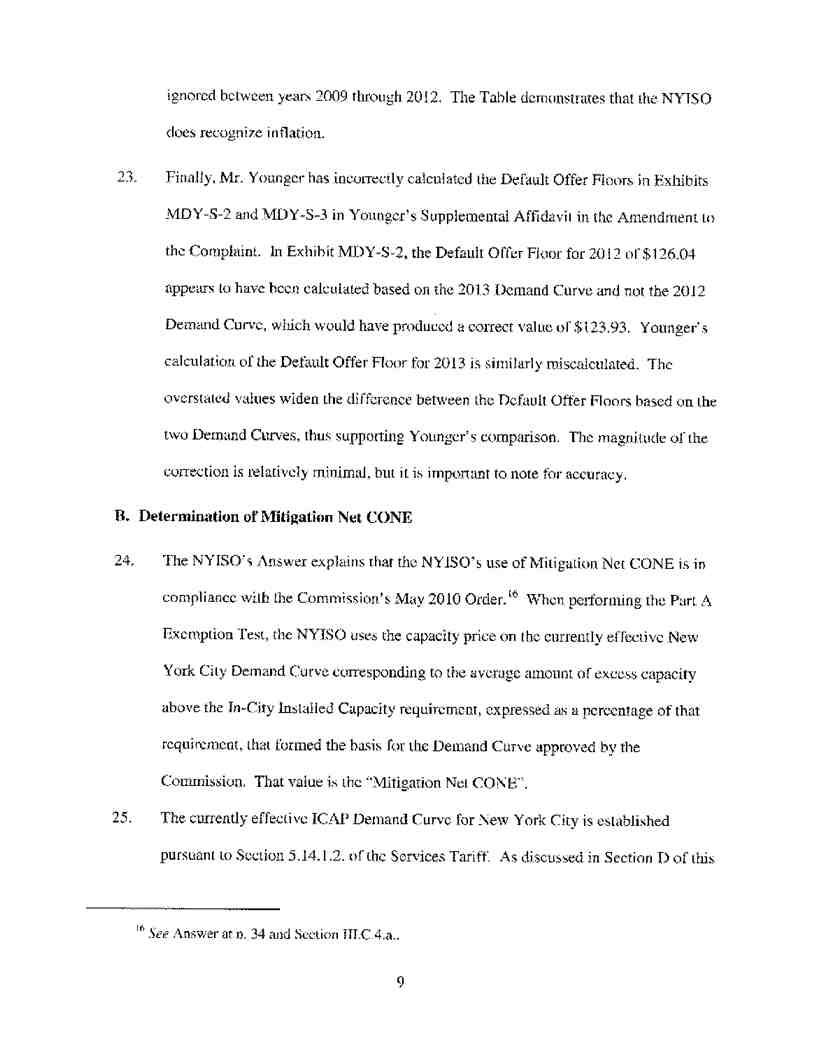 ignored between years 2009 through 2012. The Table demonstrates that the NYISO
does recognize inflation.
23. Finally, Mr. Younger has incorrectly calculated the Default Offer Floors in Exhibits
MDY-S-2 and MDY-S-3 in Younger's Supplemental Affidavit in the Amendment to
the Complaint. In Exhibit MDY-S-2, the Default Offer Floor for 2012 of $126.04
appears to have been calculated based on the 2013 Demand Curve and not the 2012
Demand Curve, which would have produced a correct value of $123.93. Younger's
calculation of the Default Offer Floor for 2013 is similarly miscalculated. The
overstated values widen the difference between the Default Offer Floors based on the
two Demand Curves, thus supporting Younger's comparison. The magnitude of the
correction is relatively minimal, but it is important to note for accuracy.
B. Determination of Mitigation Net CONE
24. The NYISO's Answer explains that the NYISO's use of Mitigation Net CONE is in
compliance with the Commission's May 2010 Order.16 When performing the Part A
Exemption Test, the NYISO uses the capacity price on the currently effective New
York City Demand Curve corresponding to the average amount of excess capacity
above the In-City Installed Capacity requirement, expressed as a percentage of that
requirement, that formed the basis for the Demand Curve approved by the
Commission. That value is the "Mitigation Net CONE".
25. The currently effective ICAP Demand Curve for New York City is established
pursuant to Section 5.14.1.2. of the Services Tariff. As discussed in Section D of this
16 See Answer at n. 34 and Section III.C.4.a..
9